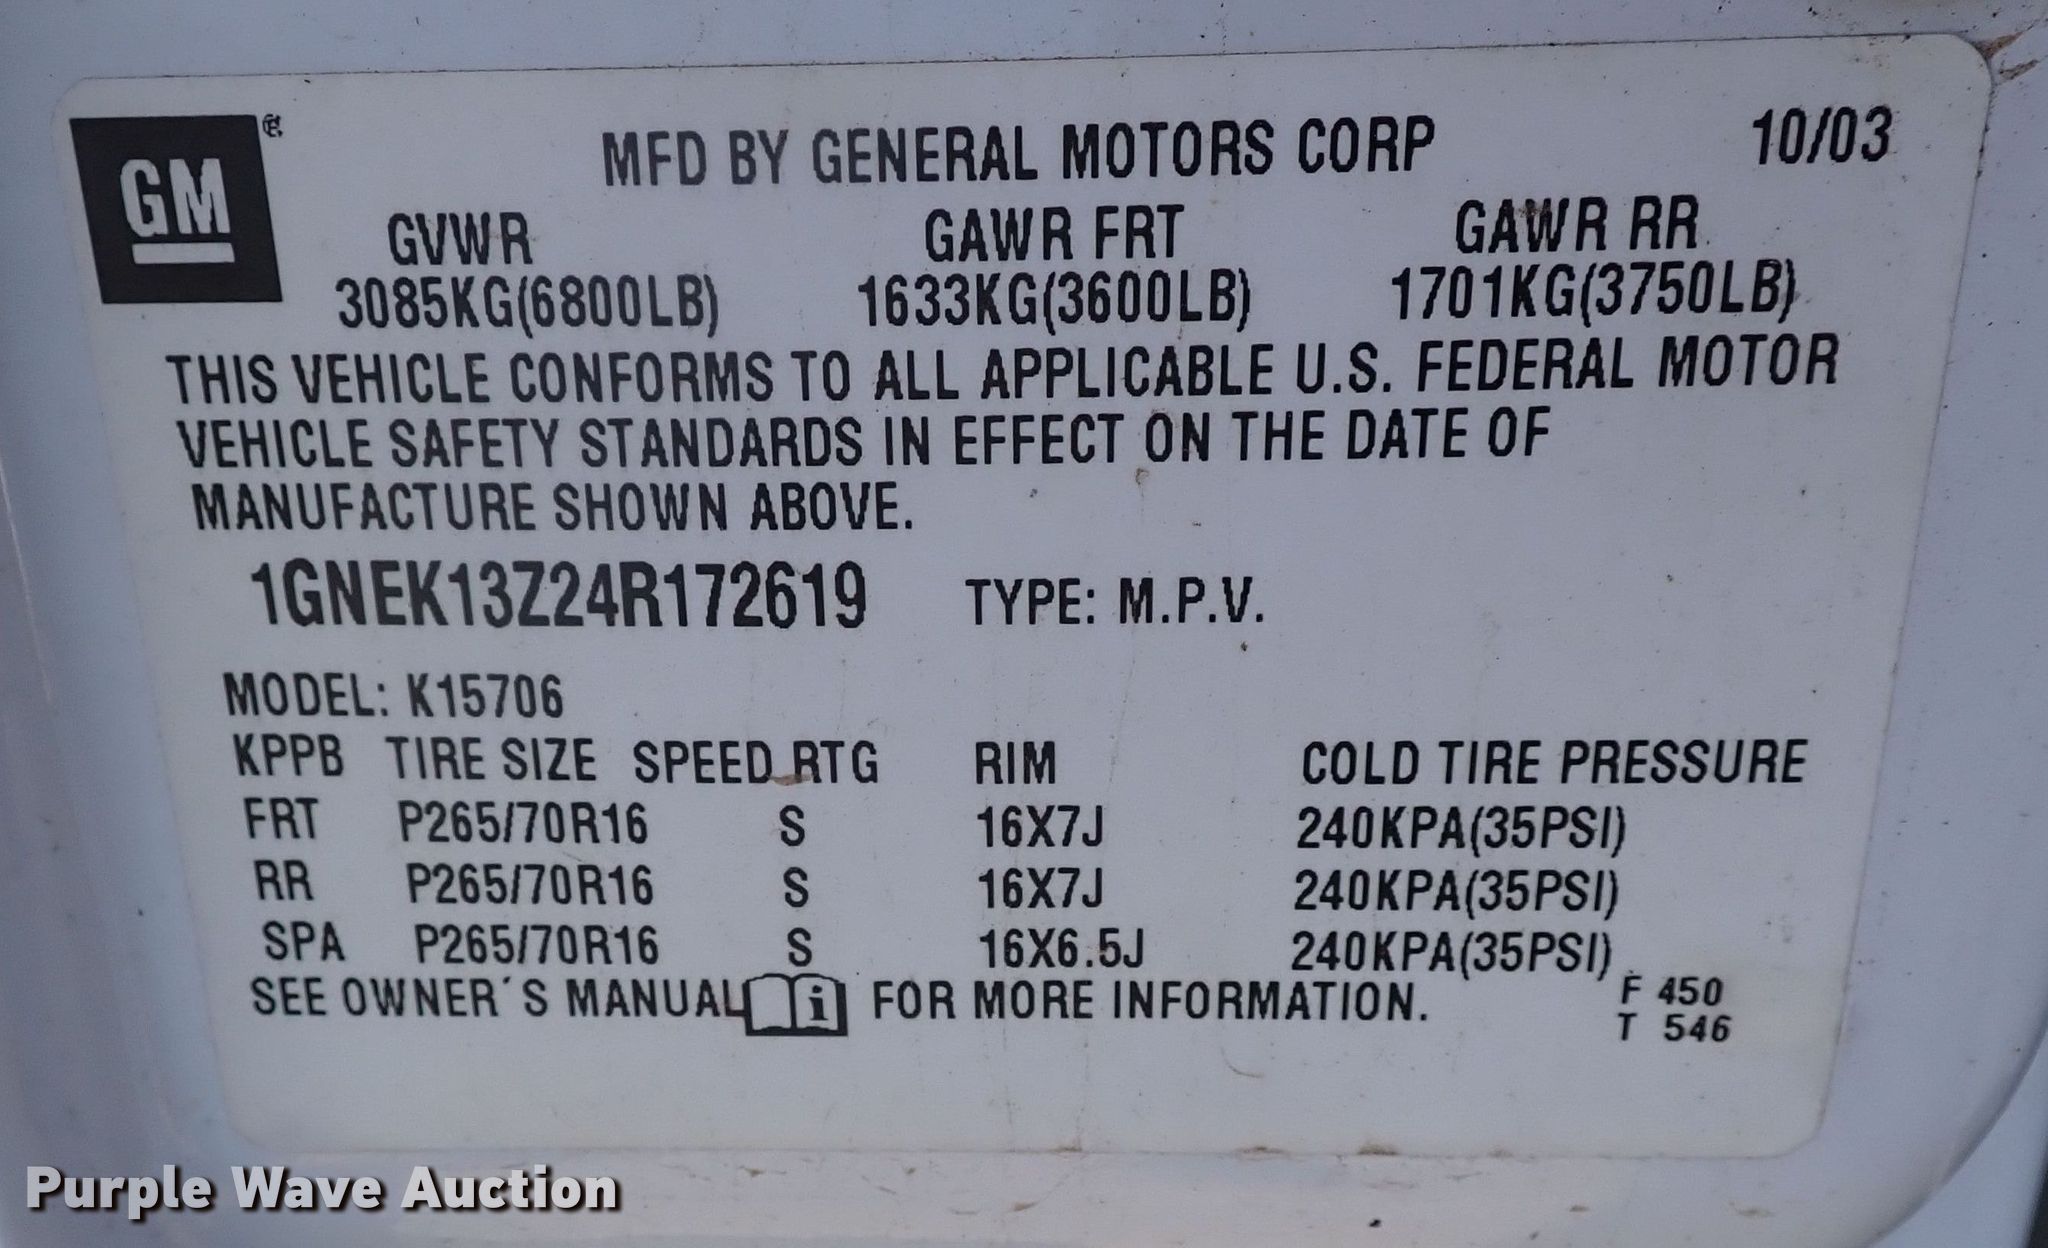 GM ®
MFD BY GENERAL MOTORS CORP 10/03
GVWR GAWR FRT GAWR RR
3085KG(6800LB) 1633KG(3600LB) 1701KG(3750LB)
THIS VEHICLE CONFORMS TO ALL APPLICABLE U.S. FEDERAL MOTOR
VEHICLE SAFETY STANDARDS IN EFFECT ON THE DATE OF
MANUFACTURE SHOWN ABOVE.
1GNEK13Z24R172619 TYPE: M.P.V.
MODEL: K15706
KPPB TIRE SIZE SPEED RTG RIM COLD TIRE PRESSURE
FRT P265/70R16 S 16X7J 240KPA(35PSI)
RR P265/70R16 S 16X7J 240KPA(35PSI)
SPA P265/70R16 S 16X6.5J 240KPA(35PSI)
SEE OWNER´S MANUAL i FOR MORE INFORMATION.
F 450
T 546
Purple Wave Auction